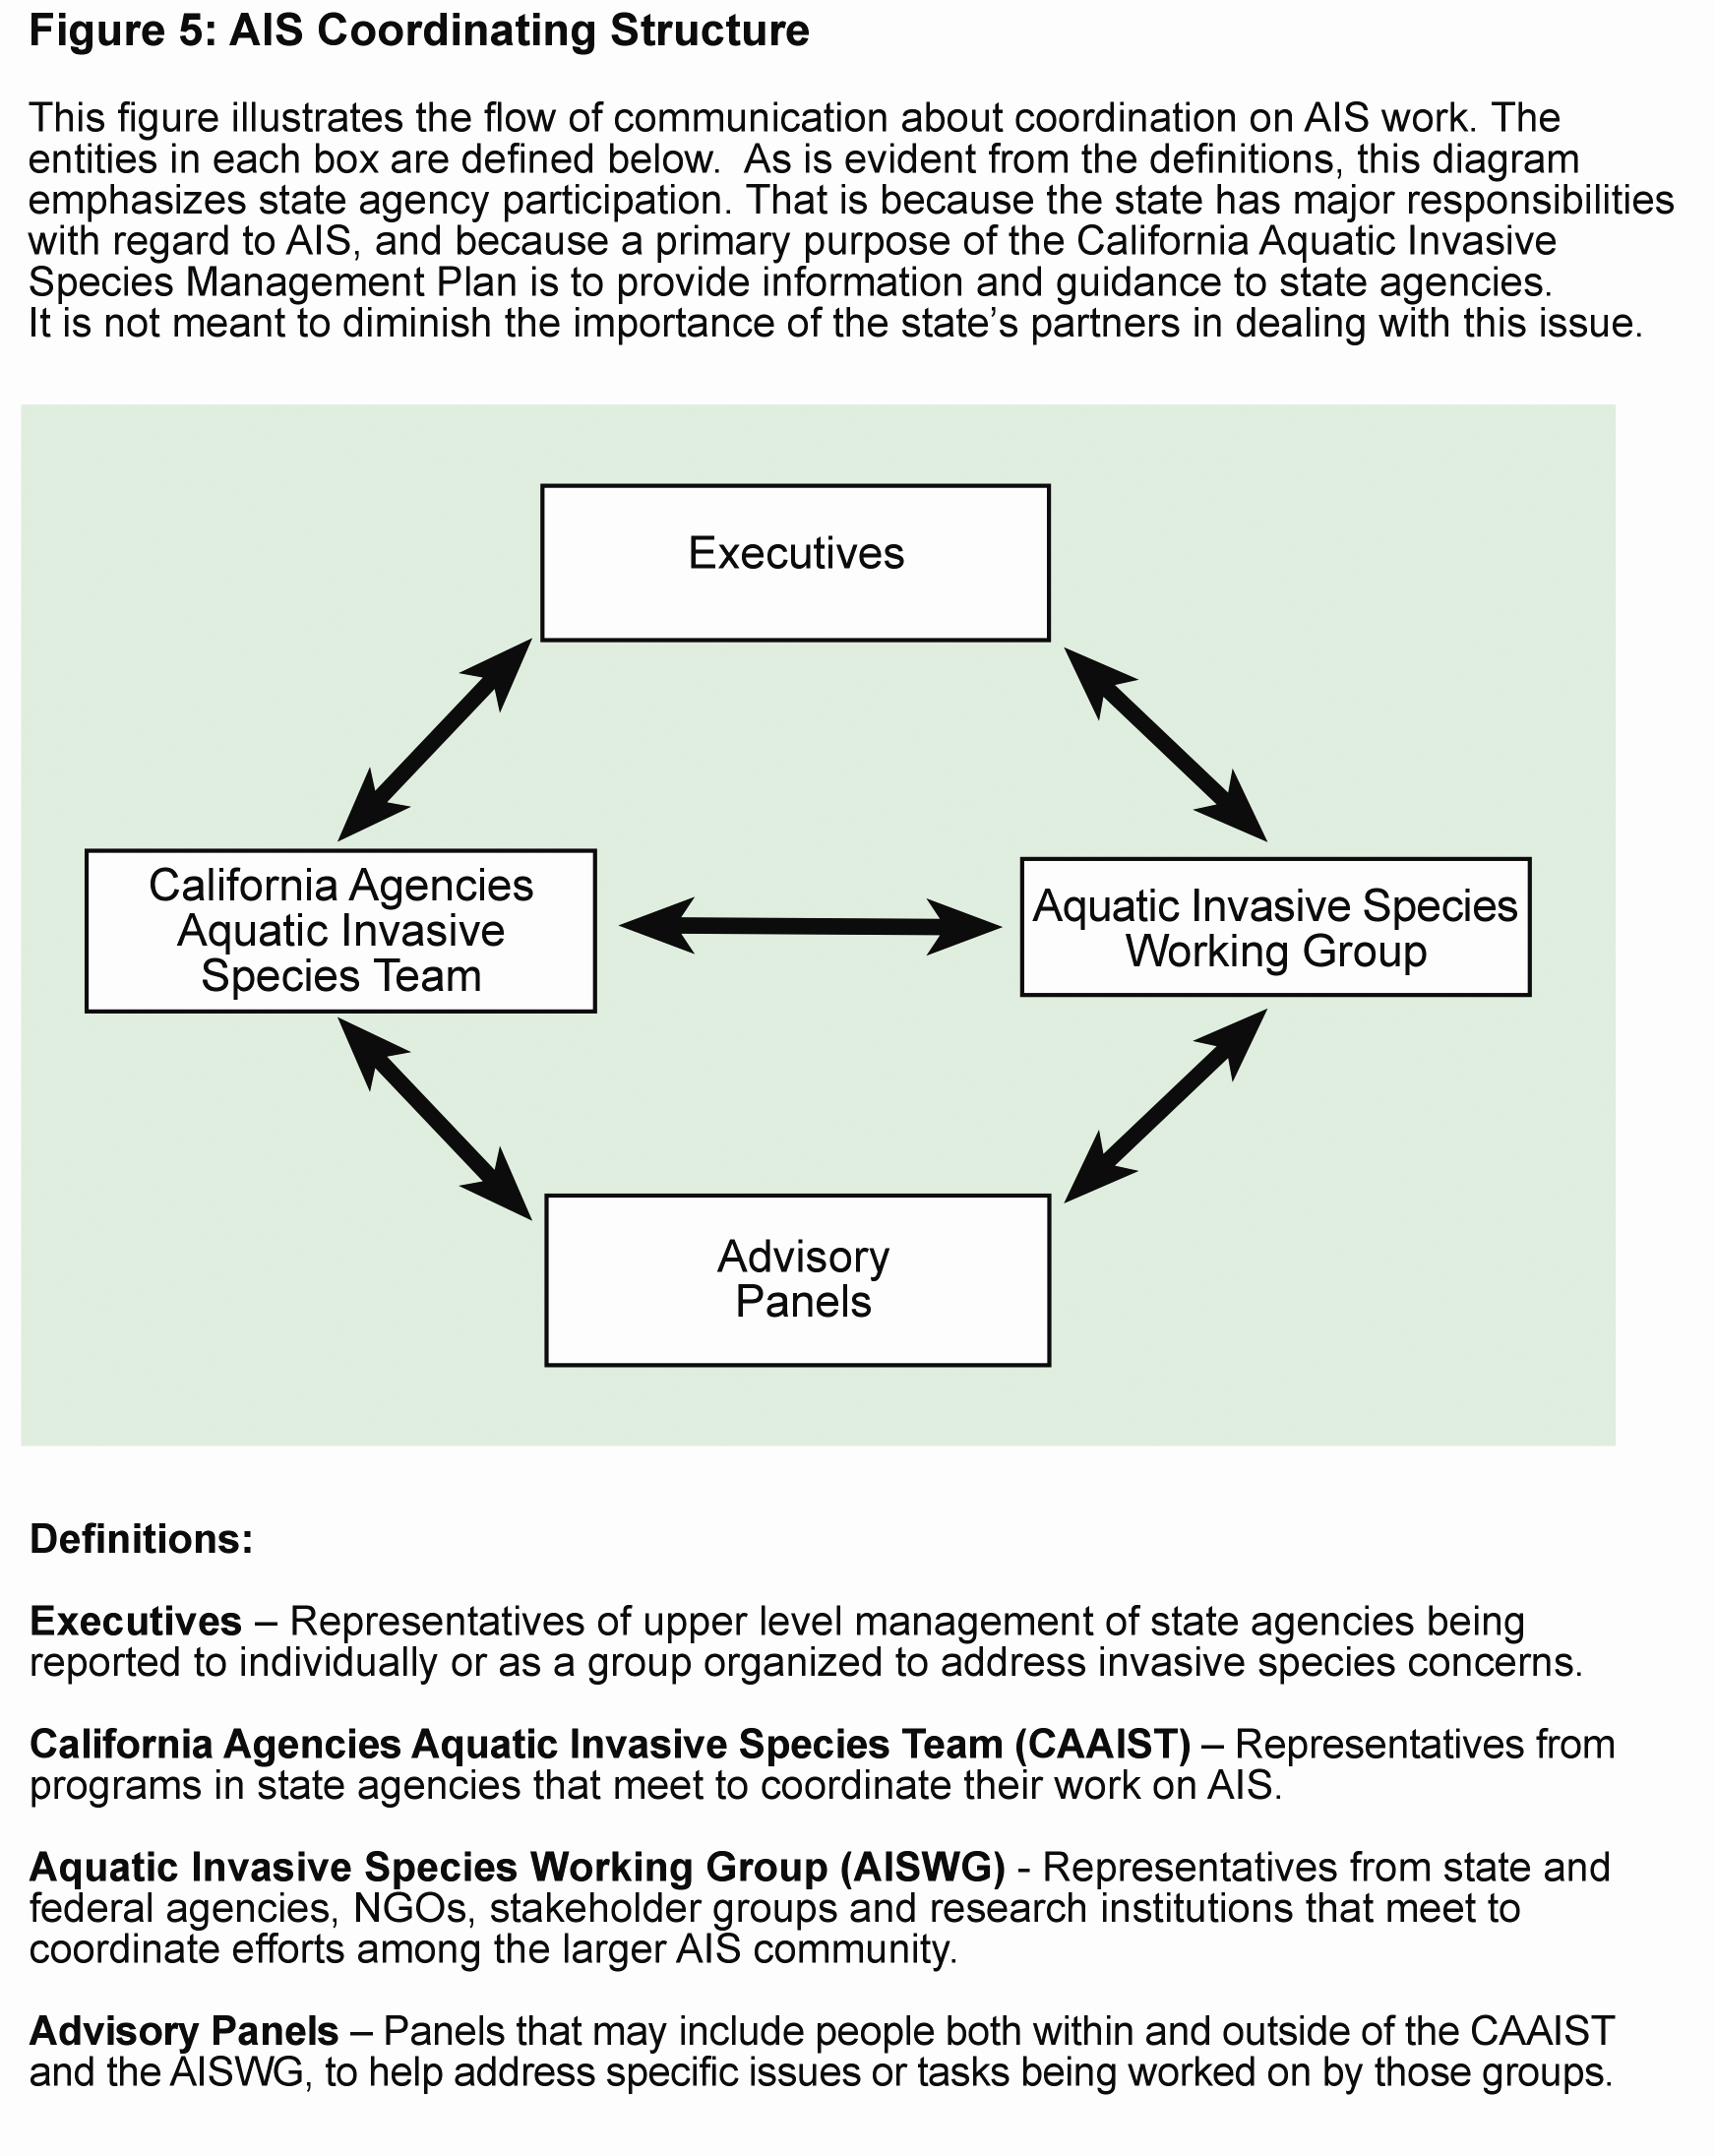 Figure 5: AIS Coordinating Structure
This figure illustrates the flow of communication about coordination on AIS work. The
entities in each box are defined below.  As is evident from the definitions, this diagram
emphasizes state agency participation. That is because the state has major responsibilities
with regard to AIS, and because a primary purpose of the California Aquatic Invasive
Species Management Plan is to provide information and guidance to state agencies.
It is not meant to diminish the importance of the state’s partners in dealing with this issue.
Executives
California Agencies
Aquatic Invasive
Species Team
Aquatic Invasive Species
Working Group
Advisory
Panels
Definitions:
Executives – Representatives of upper level management of state agencies being
reported to individually or as a group organized to address invasive species concerns.
California Agencies Aquatic Invasive Species Team (CAAIST) – Representatives from
programs in state agencies that meet to coordinate their work on AIS.
Aquatic Invasive Species Working Group (AISWG) - Representatives from state and
federal agencies, NGOs, stakeholder groups and research institutions that meet to
coordinate efforts among the larger AIS community.
Advisory Panels – Panels that may include people both within and outside of the CAAIST
and the AISWG, to help address specific issues or tasks being worked on by those groups.